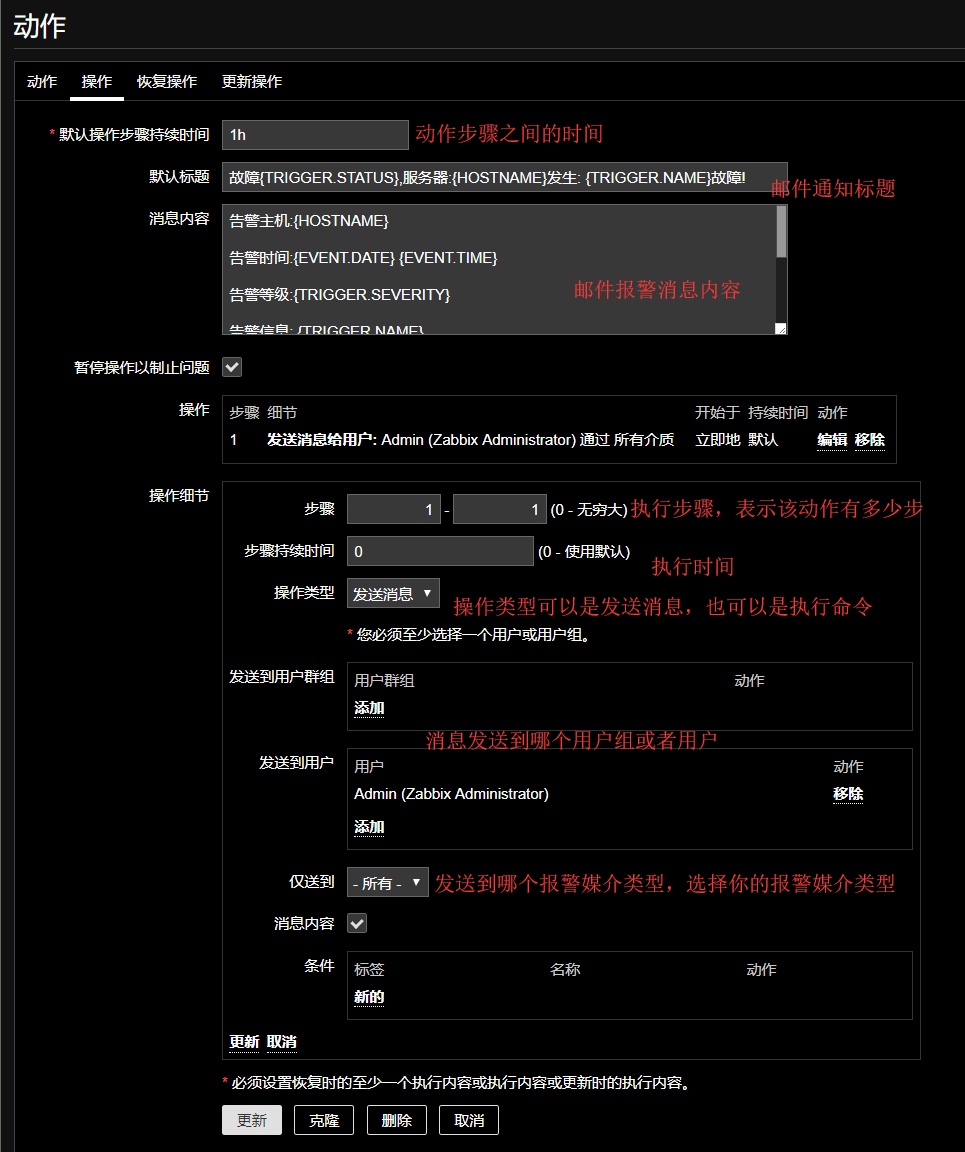 动作
动作 操作 恢复操作 更新操作
* 默认操作步骤持续时间 1h 动作步骤之间的时间
默认标题 故障{TRIGGER.STATUS},服务器:{HOSTNAME}发生: {TRIGGER.NAME}故障! 邮件通知标题
消息内容 告警主机:{HOSTNAME}
告警时间:{EVENT.DATE} {EVENT.TIME}
告警等级:{TRIGGER.SEVERITY} 邮件报警消息内容
告警信息: {TRIGGER.NAME}
暂停操作以制止问题
操作 步骤 细节 开始于 持续时间 动作
1 发送消息给用户: Admin (Zabbix Administrator) 通过 所有介质 立即地 默认 编辑 移除
操作细节
步骤 1 - 1 (0 - 无穷大) 执行步骤，表示该动作有多少步
步骤持续时间 0 (0 - 使用默认)
执行时间
操作类型 发送消息 操作类型可以是发送消息，也可以是执行命令
* 您必须至少选择一个用户或用户组。
发送到用户群组 用户群组 动作
添加
消息发送到哪个用户组或者用户
发送到用户 用户 动作
Admin (Zabbix Administrator) 移除
添加
仅送到 - 所有 - 发送到哪个报警媒介类型，选择你的报警媒介类型
消息内容
条件 标签 名称 动作
新的
更新 取消
* 必须设置恢复时的至少一个执行内容或执行内容或更新时的执行内容。
更新 克隆 删除 取消